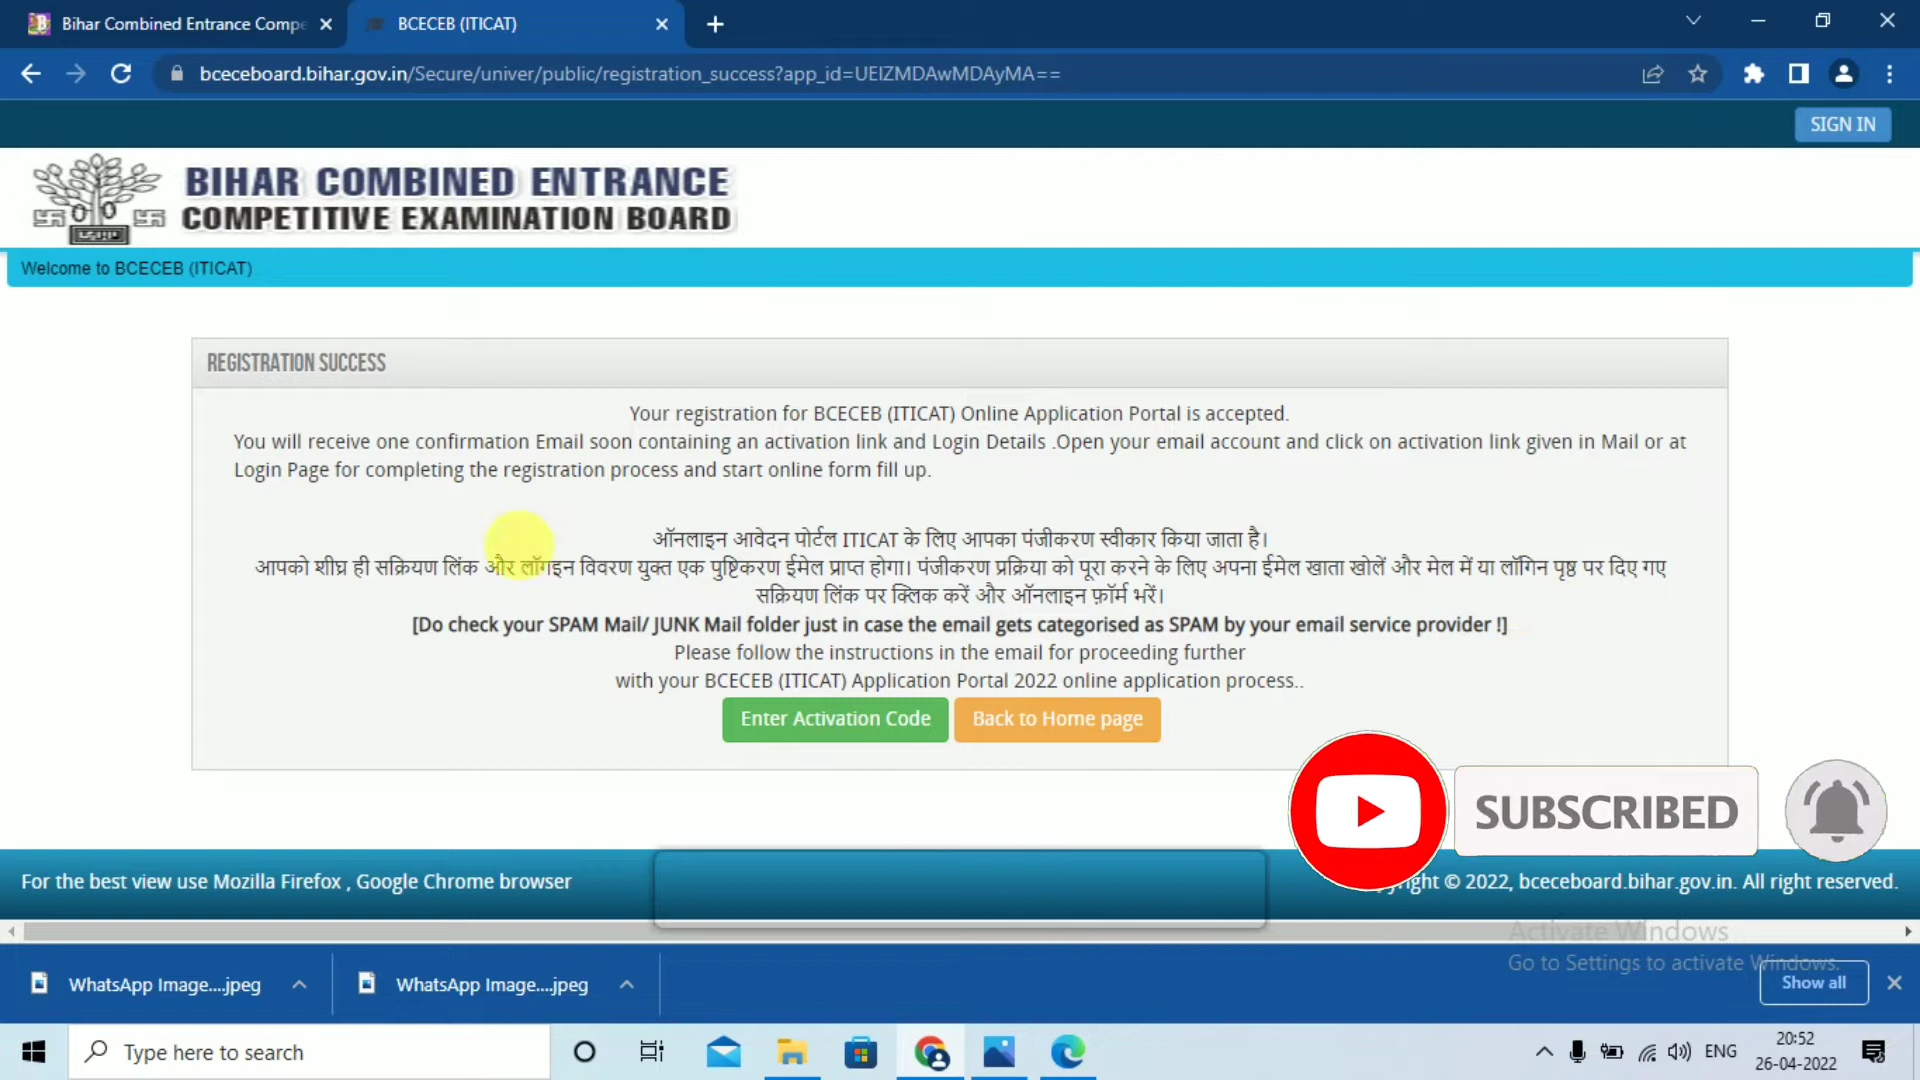 Bihar Combined Entrance Compe
BCECEB (ITICAT)
bceceboard.bihar.gov.in/Secure/univer/public/registration_success?app_id=UEIZMDAwMDAyMA==
SIGN IN
BIHAR COMBINED ENTRANCE
COMPETITIVE EXAMINATION BOARD
Welcome to BCECEB (ITICAT)
REGISTRATION SUCCESS
Your registration for BCECEB (ITICAT) Online Application Portal is accepted.
You will receive one confirmation Email soon containing an activation link and Login Details .Open your email account and click on activation link given in Mail or at
Login Page for completing the registration process and start online form fill up.
ऑनलाइन आवेदन पोर्टल ITICAT के लिए आपका पंजीकरण स्वीकार किया जाता है।
आपको शीघ्र ही सक्रियण लिंक और लॉगइन विवरण युक्त एक पुष्टिकरण ईमेल प्राप्त होगा। पंजीकरण प्रक्रिया को पूरा करने के लिए अपना ईमेल खाता खोलें और मेल में या लॉगिन पृष्ठ पर दिए गए
सक्रियण लिंक पर क्लिक करें और ऑनलाइन फ़ॉर्म भरें।
[Do check your SPAM Mail/ JUNK Mail folder just in case the email gets categorised as SPAM by your email service provider !]
Please follow the instructions in the email for proceeding further
with your BCECEB (ITICAT) Application Portal 2022 online application process..
Enter Activation Code
Back to Home page
SUBSCRIBED
For the best view use Mozilla Firefox , Google Chrome browser
© 2022, bceceboard.bihar.gov.in. All right reserved.
Activate Windows
Go to Settings to activate Windows.
WhatsApp Image....jpeg
WhatsApp Image....jpeg
Show all
Type here to search
ENG
20:52
26-04-2022